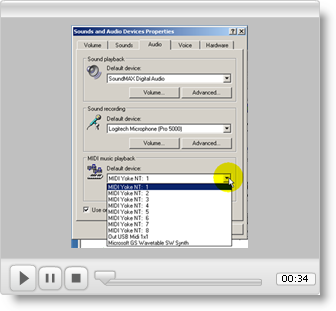 Sounds and Audio Devices Properties
Volume Sounds Audio Voice Hardware
Sound playback
Default device:
SoundMAX Digital Audio
Volume... Advanced...
Sound recording
Default device:
Logitech Microphone (Pro 5000)
Volume... Advanced...
MIDI music playback
Default device:
MIDI Yoke NT: 1
MIDI Yoke NT: 1
MIDI Yoke NT: 2
MIDI Yoke NT: 3
MIDI Yoke NT: 4
MIDI Yoke NT: 5
MIDI Yoke NT: 6
MIDI Yoke NT: 7
MIDI Yoke NT: 8
Out USB Midi 1x1
Microsoft GS Wavetable SW Synth
Use
00:34